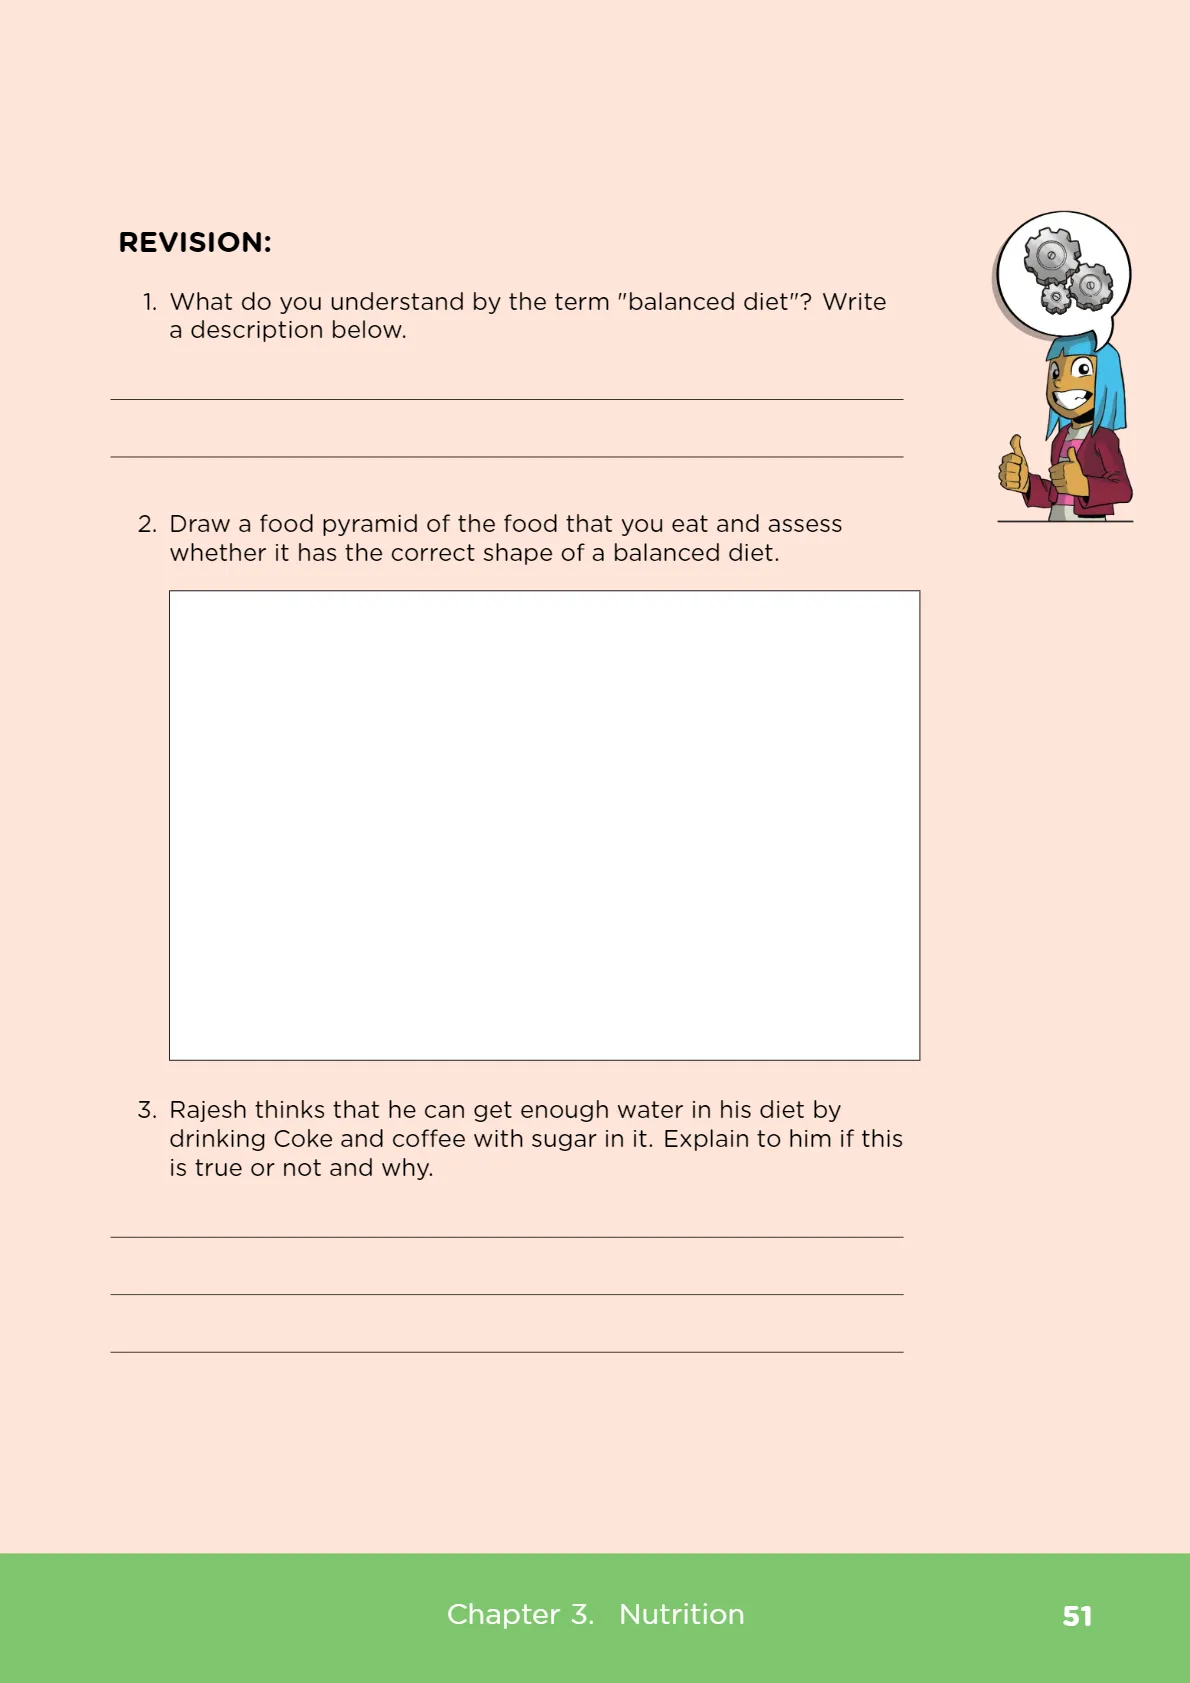 REVISION:
1. What do you understand by the term "balanced diet"? Write
a description below.
2. Draw a food pyramid of the food that you eat and assess
whether it has the correct shape of a balanced diet.
3. Rajesh thinks that he can get enough water in his diet by
drinking Coke and coffee with sugar in it. Explain to him if this
is true or not and why.
Chapter 3. Nutrition 51